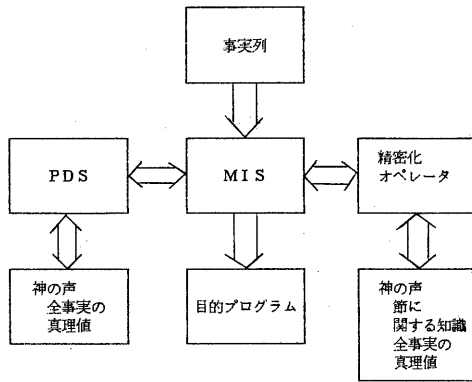 事実列
PDS
MIS
精密化
オペレータ
神の声
全事実の
真理値
目的プログラム
神の声
節に
関する知識
全事実の
真理値